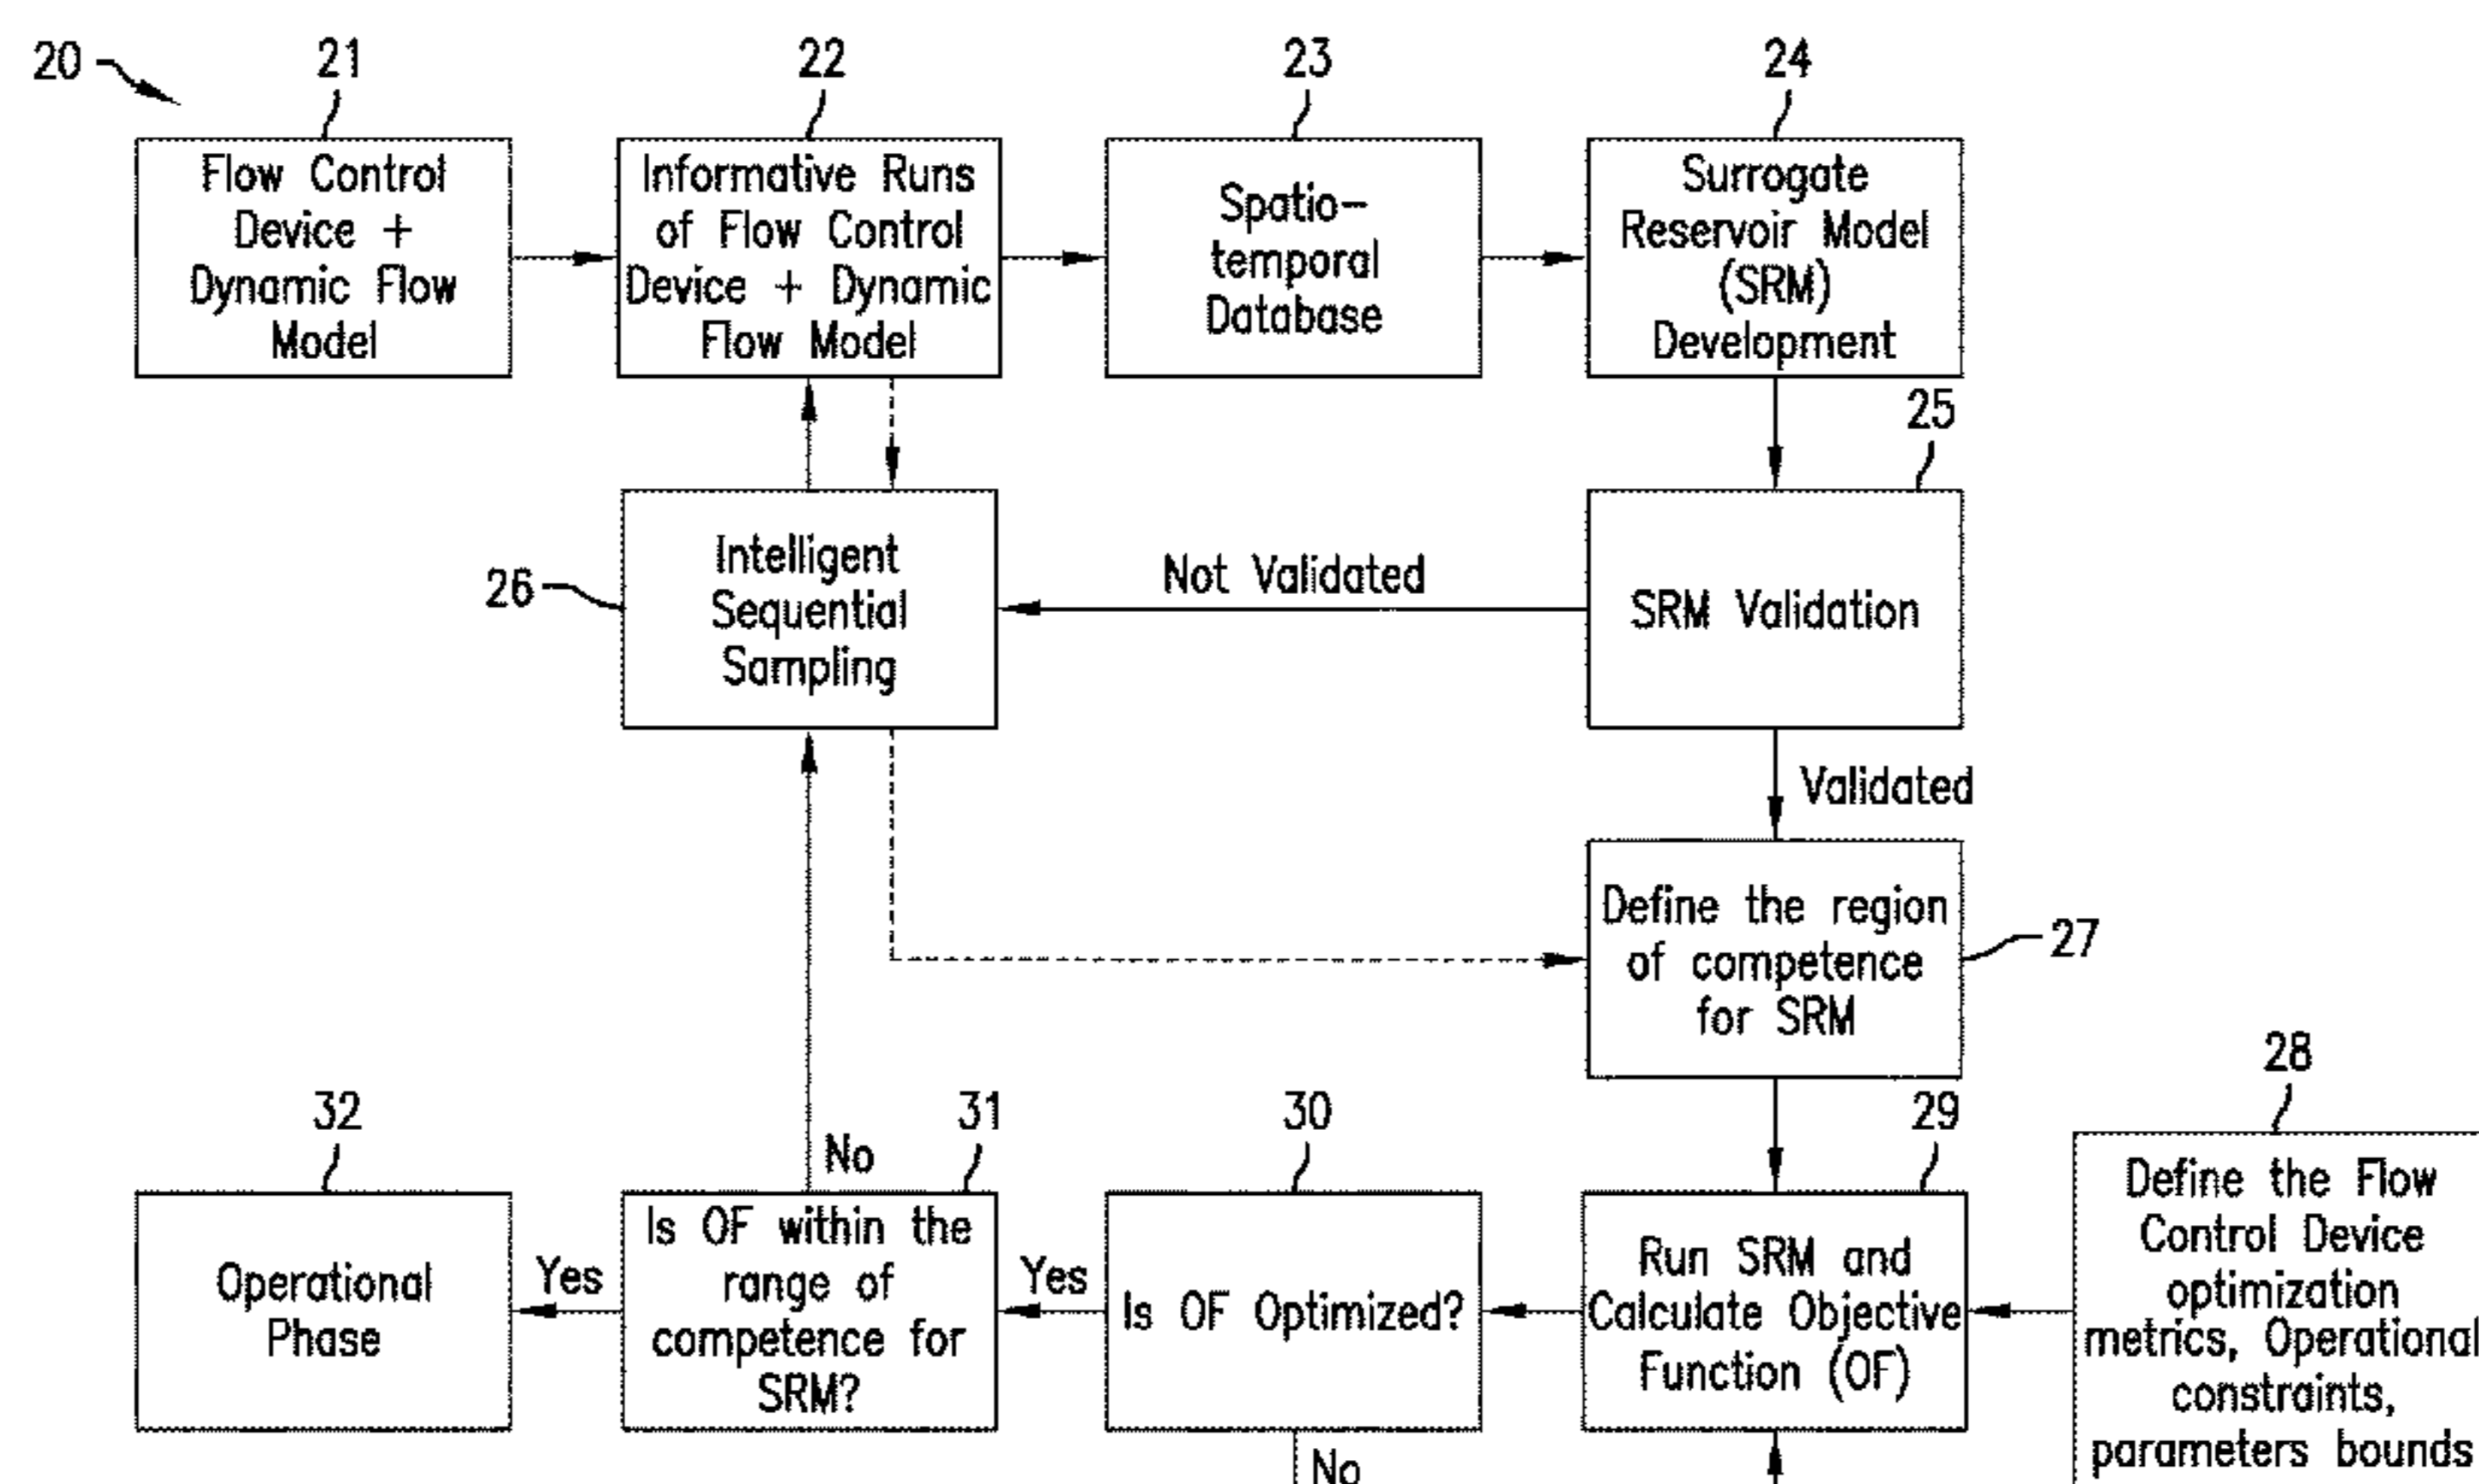 20
21
22
23
24
Flow Control
Device +
Dynamic Flow
Model
Informative Runs
of Flow Control
Device + Dynamic
Flow Model
Spatio-
temporal
Database
Surrogate
Reservoir Model
(SRM)
Development
25
26
Intelligent
Sequential
Sampling
Not Validated
SRM Validation
Validated
Define the region
of competence
for SRM
27
28
32
31
30
29
No
Operational
Phase
Yes
Is OF within the
range of
competence for
SRM?
Yes
Is OF Optimized?
Run SRM and
Calculate Objective
Function (OF)
Define the Flow
Control Device
optimization
metrics, Operational
constraints,
parameters bounds
No